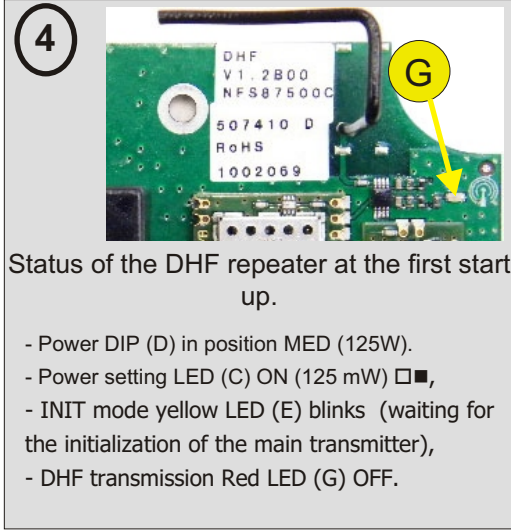 4
DHF
V1.2B00
NFS87500C
507410 D
RoHS
1002069
G
Status of the DHF repeater at the first start
up.
- Power DIP (D) in position MED (125W).
- Power setting LED (C) ON (125 mW) □■,
- INIT mode yellow LED (E) blinks (waiting for
the initialization of the main transmitter),
- DHF transmission Red LED (G) OFF.